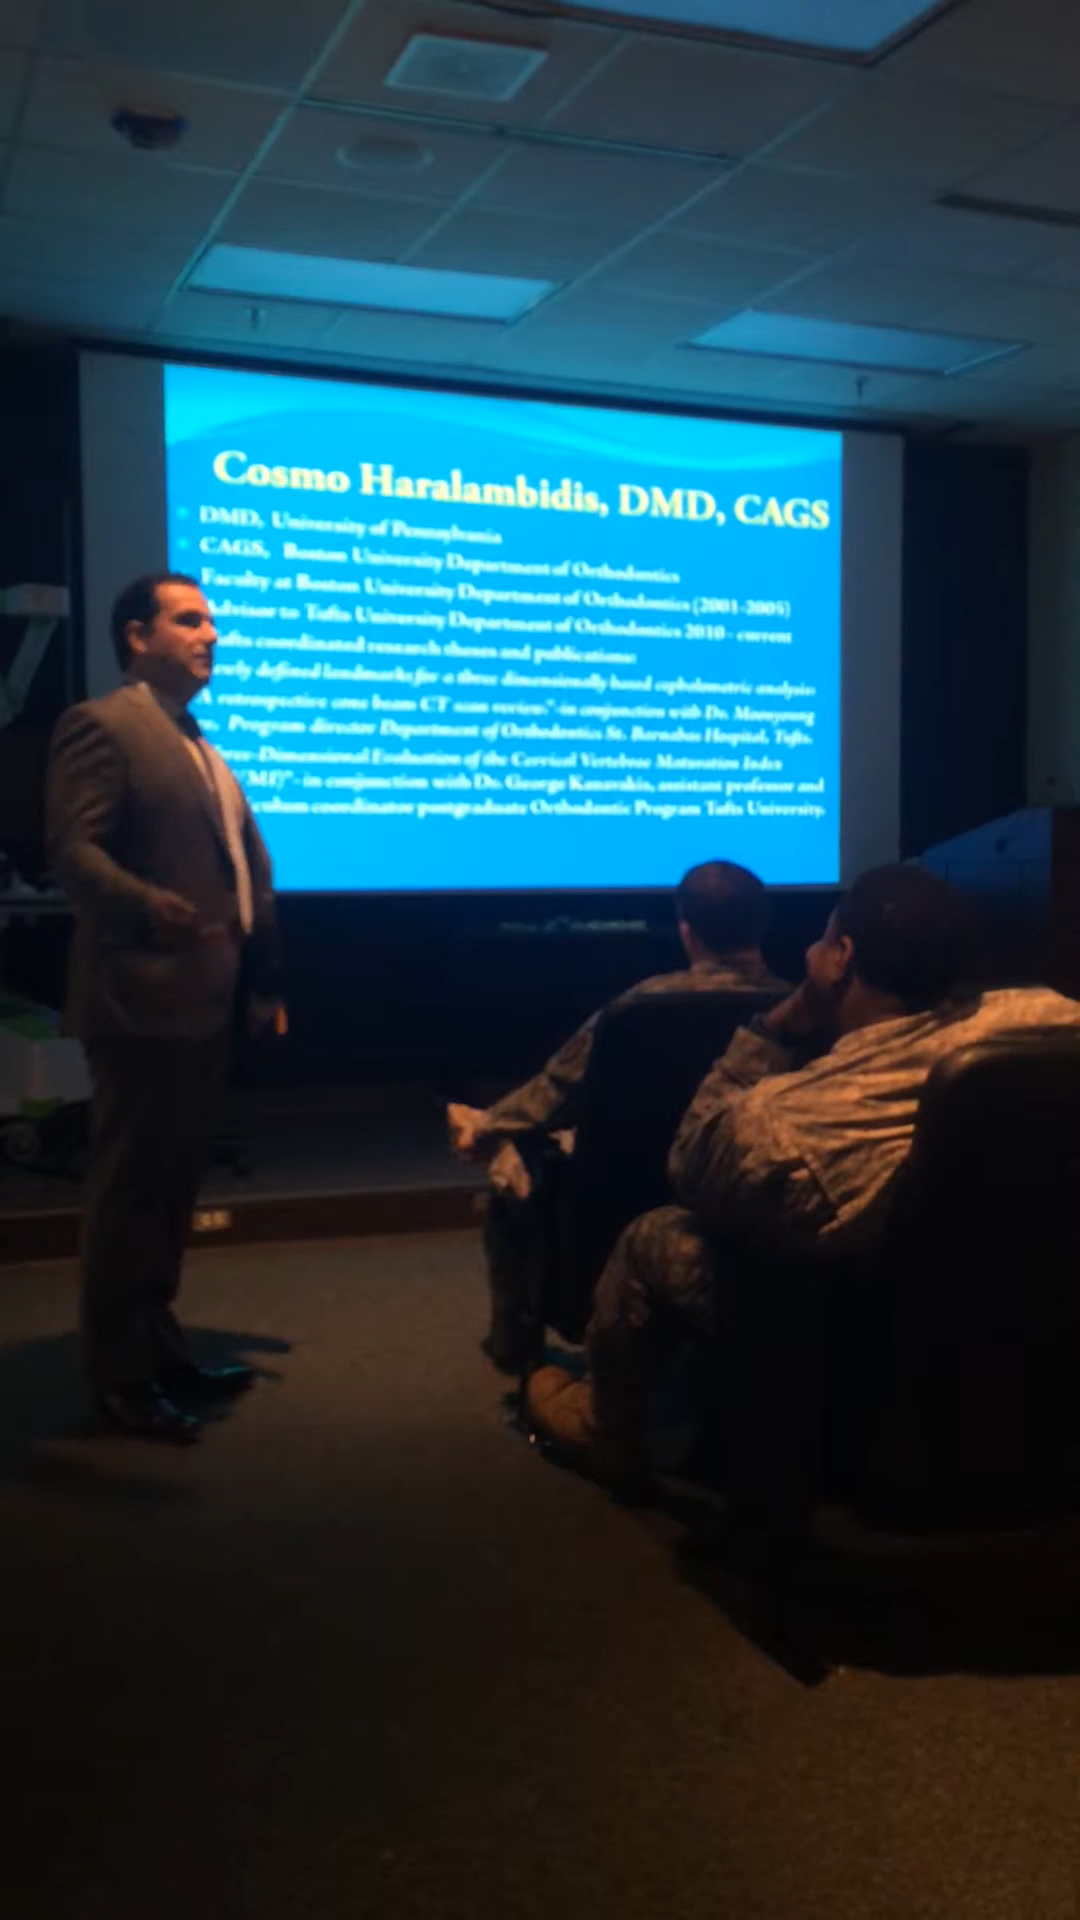 Cosmo Haralambidis, DMD, CAGS
DMD, University of Pennsylvania
CAGS, Boston University Department of Orthodontics
Faculty at Boston University Department of Orthodontics (2001-2005)
Advisor to Tufts University Department of Orthodontics 2010 - current
coordinated research theses and publications:
defined landmarks for a three dimensionally based cephalometric analysis:
A retrospective cone beam CT scan review."-in conjunction with Dr.
Program director Department of Orthodontics St. Barnabas Hospital, Tufts.
Dimensional Evaluation of the Cervical Vertebrae Maturation Index
in conjunction with Dr. George Kanavakis, assistant professor and
coordinator postgraduate Orthodontic Program Tufts University.